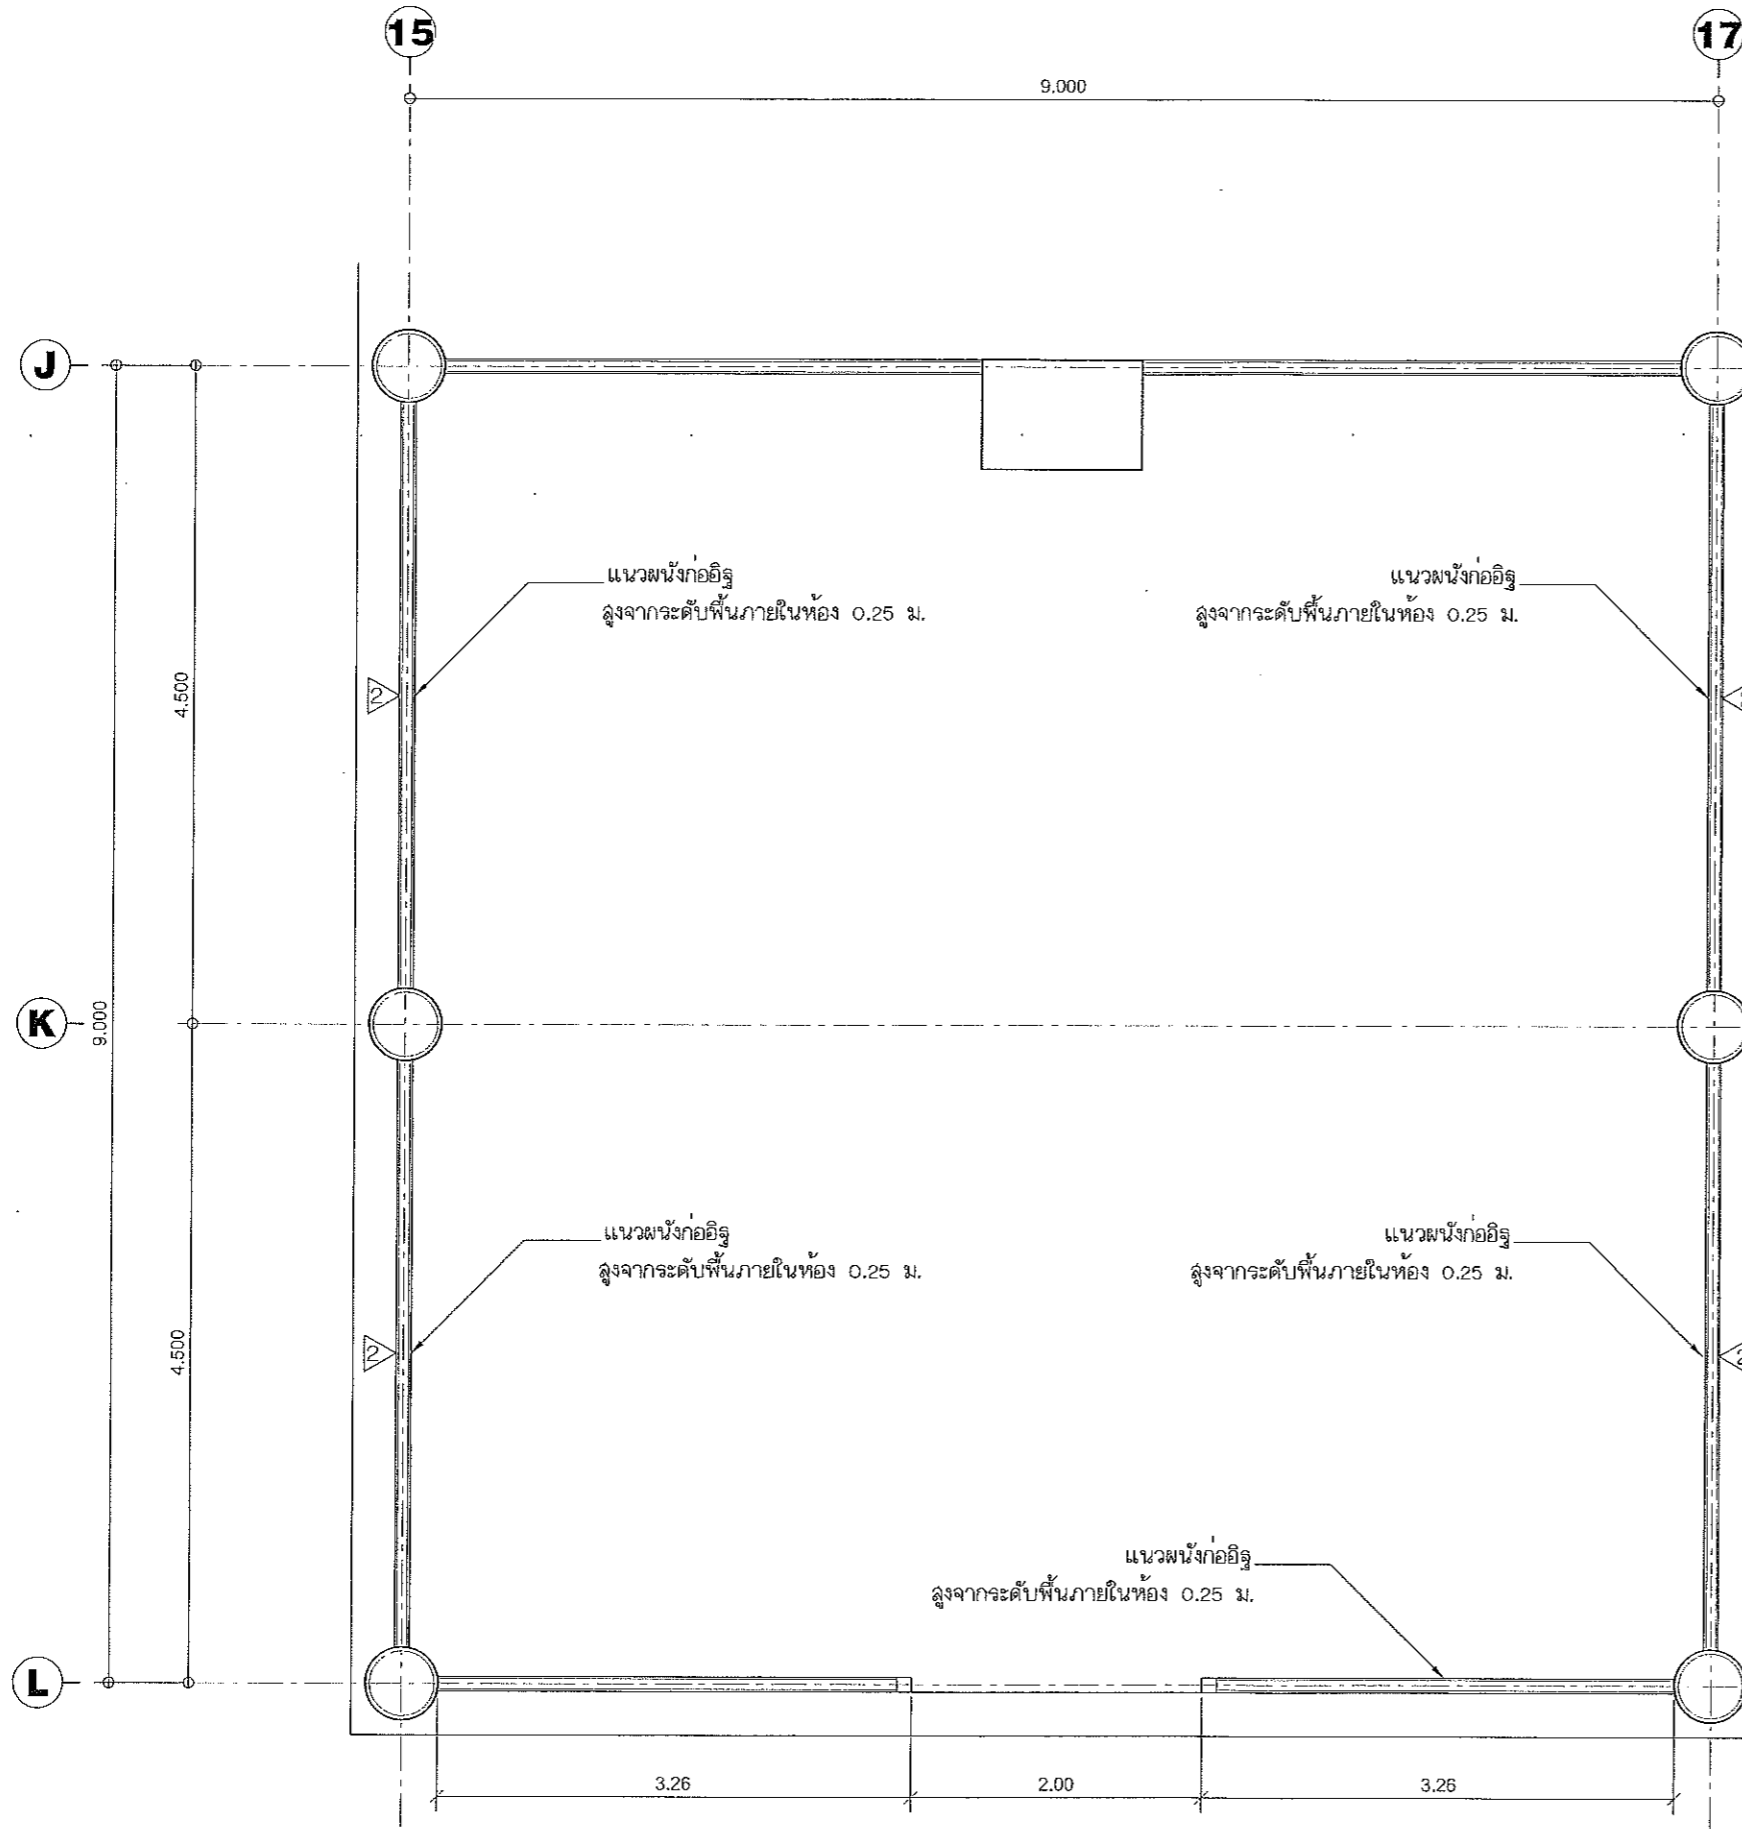 15
17
9.000
J
แนวผนังก่ออิฐ
สูงจากระดับพื้นภายในห้อง 0.25 ม.
แนวผนังก่ออิฐ
สูงจากระดับพื้นภายในห้อง 0.25 ม.
4.500
2
K
9.000
แนวผนังก่ออิฐ
สูงจากระดับพื้นภายในห้อง 0.25 ม.
แนวผนังก่ออิฐ
สูงจากระดับพื้นภายในห้อง 0.25 ม.
4.500
2
2
แนวผนังก่ออิฐ
สูงจากระดับพื้นภายในห้อง 0.25 ม.
L
3.26
2.00
3.26